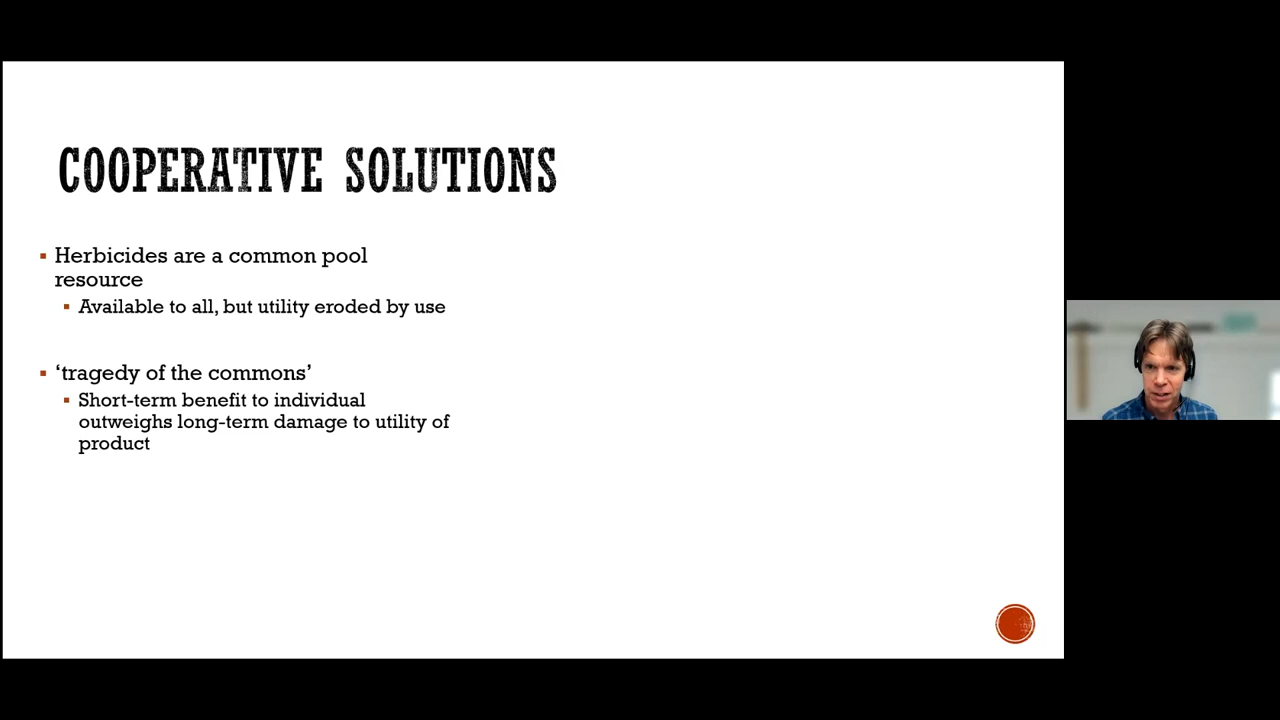 COOPERATIVE SOLUTIONS
Herbicides are a common pool
resource
Available to all, but utility eroded by use
‘tragedy of the commons’
Short-term benefit to individual
outweighs long-term damage to utility of
product